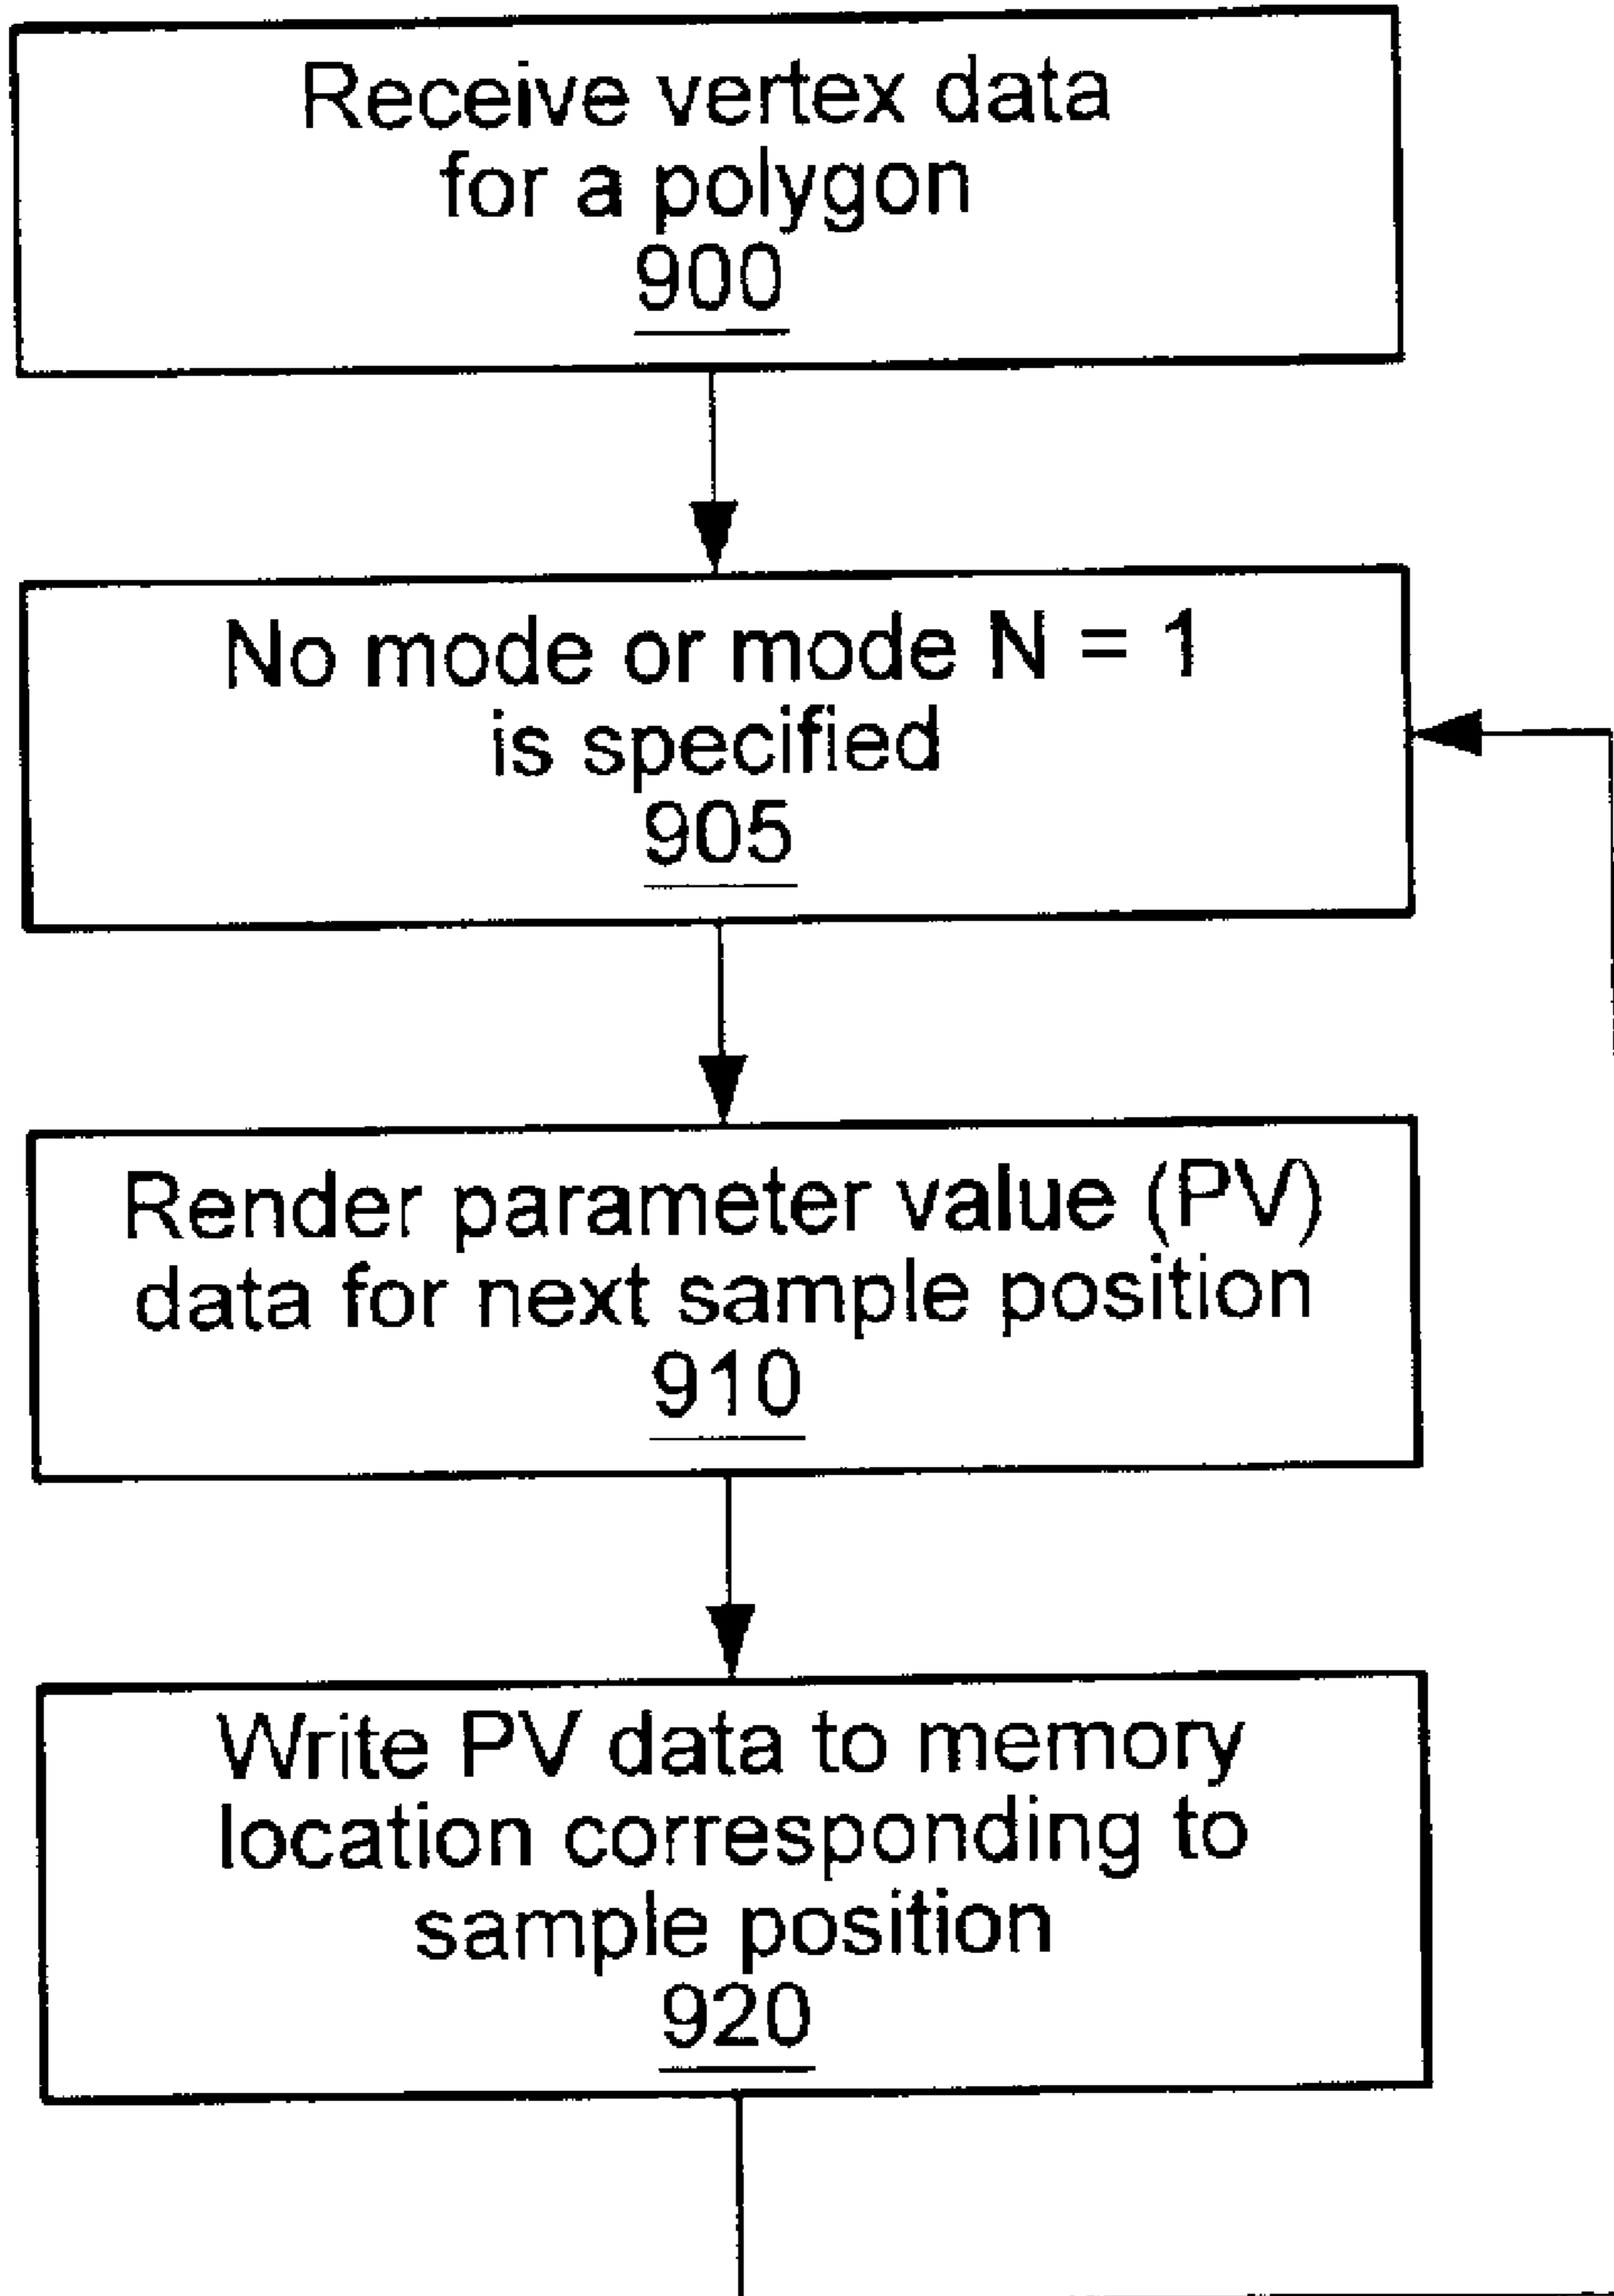 Receive vertex data
for a polygon
900
No mode or mode N = 1
is specified
905
Render parameter value (PV)
data for next sample position
910
Write PV data to memory
location corresponding to
sample position
920